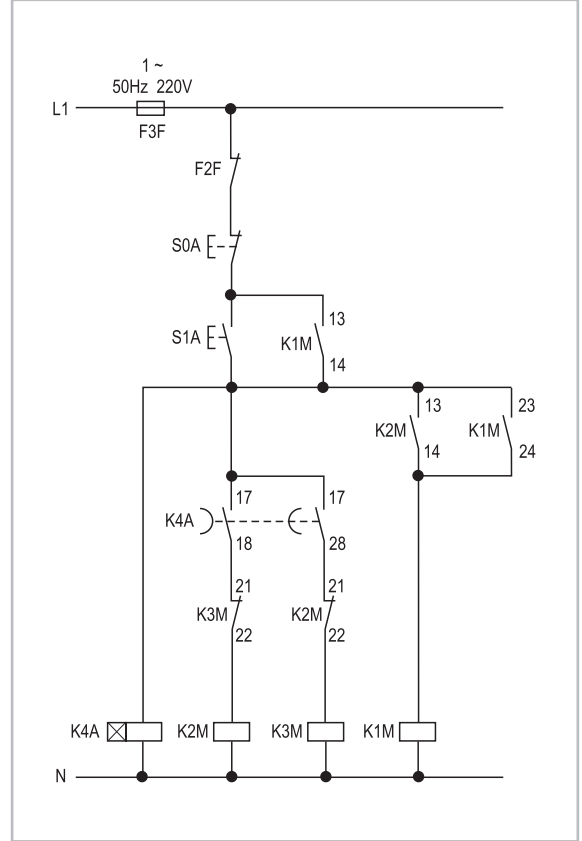 1 ~
50Hz 220V
L1
F3F
F2F
S0A
S1A
K1M
13
14
K2M
13
14
K1M
23
24
K4A
17
18
17
28
K3M
21
22
K2M
21
22
K4A
K2M
K3M
K1M
N